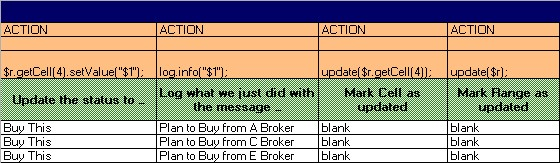 ACTION ACTION ACTION ACTION
$r.getCell(4).setValue("$1"); log.info("$1"); update($r.getCell(4)); update($r);
Update the status to ... Log what we just did with the message ... Mark Cell as updated Mark Range as updated
Buy This Plan to Buy from A Broker blank blank
Buy This Plan to Buy from C Broker blank blank
Buy This Plan to Buy from E Broker blank blank